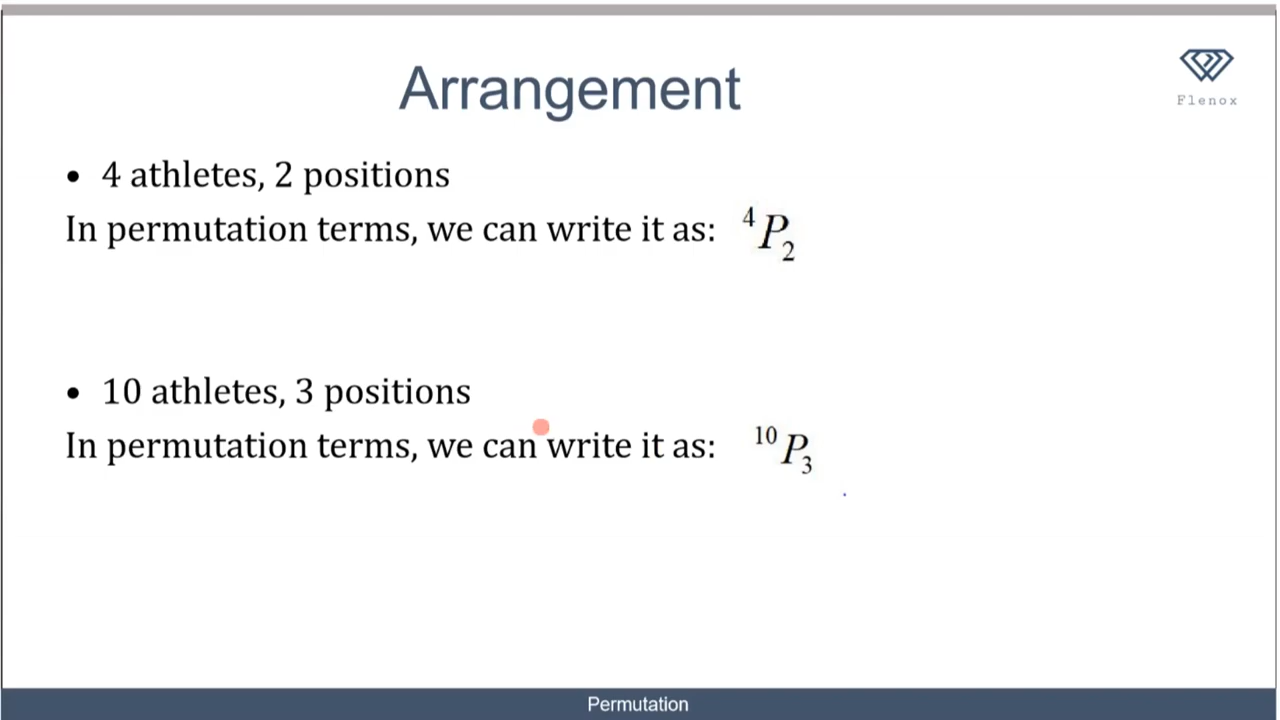 Arrangement
Flenox
• 4 athletes, 2 positions
In permutation terms, we can write it as: ⁴P₂
• 10 athletes, 3 positions
In permutation terms, we can write it as: ¹⁰P₃
Permutation